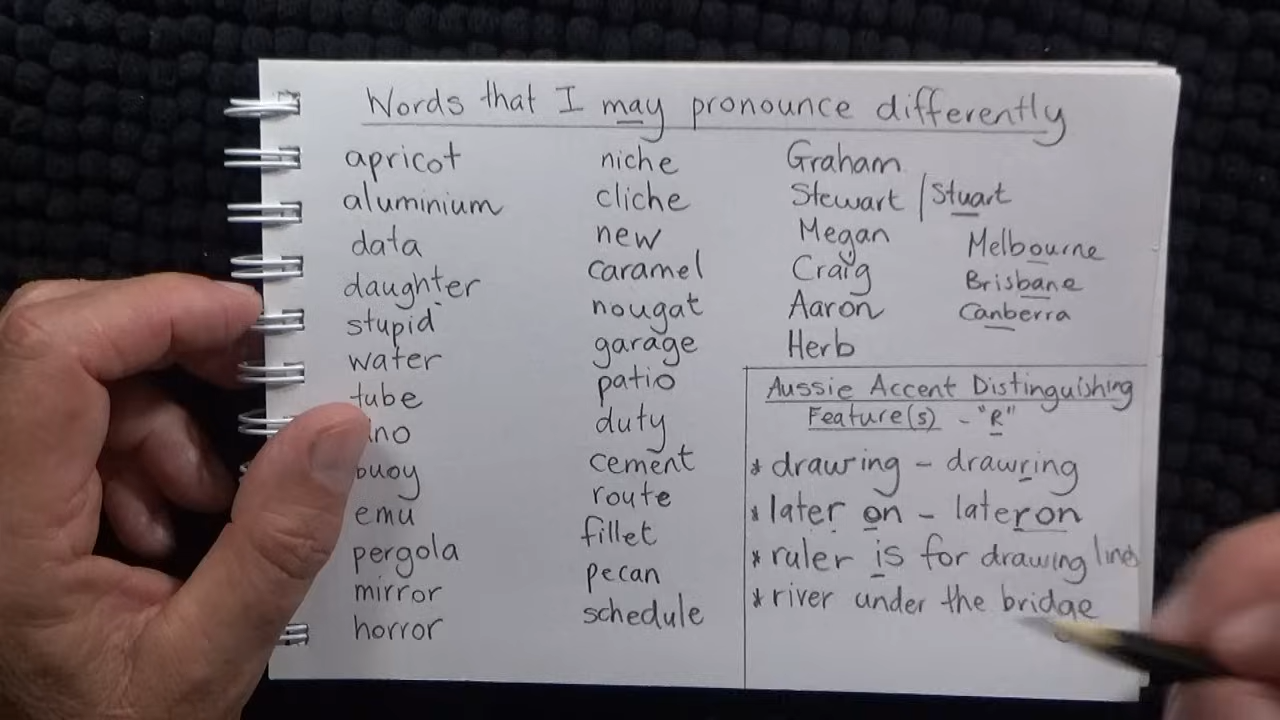 Words that I may pronounce differently
apricot
aluminium
data
daughter
stupid
water
tube
buoy
emu
pergola
mirror
horror
niche
cliche
new
caramel
nougat
garage
patio
duty
cement
route
fillet
pecan
schedule
Graham
Stewart / Stuart
Megan
Craig
Aaron
Herb
Melbourne
Brisbane
Canberra
Aussie Accent Distinguishing
Feature(s) - "R"
* drawing - drawring
* later on - later on
* ruler is for drawing lines
* river under the bridge